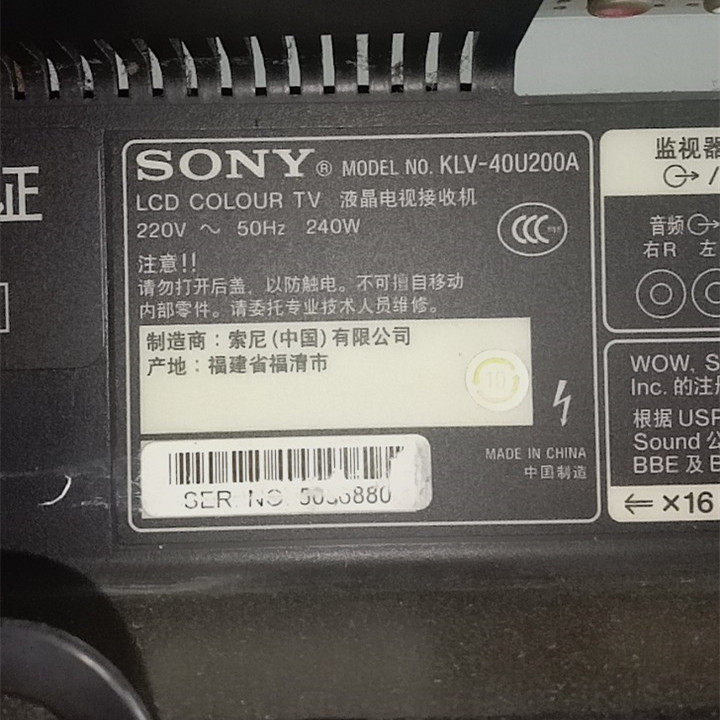 SONY® MODEL NO. KLV-40U200A
LCD COLOUR TV 液晶电视接收机
220V ～ 50Hz 240W
CCC
注意!!
请勿打开后盖，以防触电。不可擅自移动
内部零件。请委托专业技术人员维修。
制造商：索尼(中国)有限公司
产地：福建省福清市
10
MADE IN CHINA
中国制造
SER. NO.
证
监视器
/
音频
右R 左
WOW, S
Inc. 的注
根据 USP
Sound 公
BBE 及 B
⇐ ×16